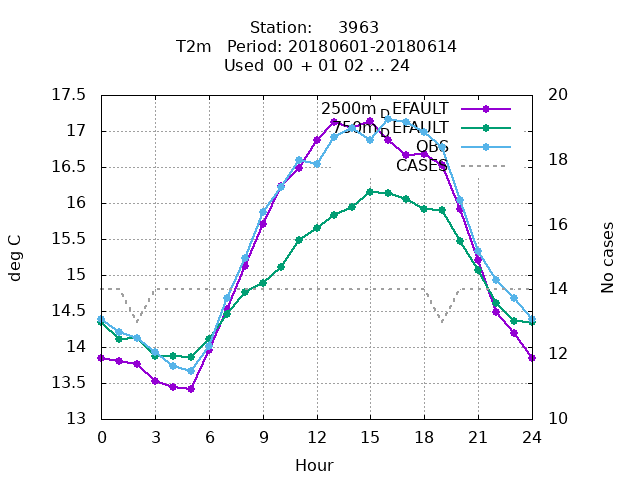 Station: 3963
T2m Period: 20180601-20180614
Used 00 + 01 02 ... 24
17.5
17
16.5
16
15.5
15
14.5
14
13.5
13
deg C
2500m_DEFAULT
750m_DEFAULT
OBS
CASES
20
18
16
14
12
10
No cases
0 3 6 9 12 15 18 21 24
Hour